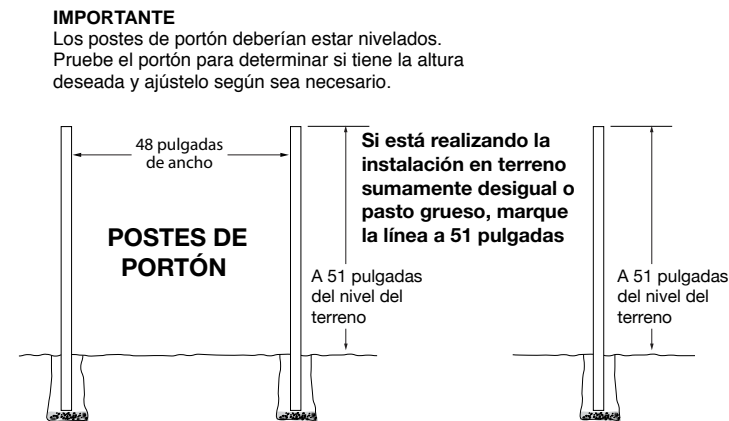 IMPORTANTE
Los postes de portón deberían estar nivelados.
Pruebe el portón para determinar si tiene la altura
deseada y ajústelo según sea necesario.
48 pulgadas
de ancho
POSTES DE
PORTÓN
Si está realizando la
instalación en terreno
sumamente desigual o
pasto grueso, marque
la línea a 51 pulgadas
A 51 pulgadas
del nivel del
terreno
A 51 pulgadas
del nivel del
terreno